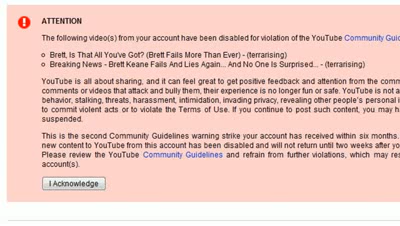 ATTENTION
The following video(s) from your account have been disabled for violation of the YouTube Community
Brett, Is That All You've Got? (Brett Fails More Than Ever) - (terrarising)
Breaking News - Brett Keane Fails And Lies Again... And No One Is Surprised... - (terrarising)
YouTube is all about sharing, and it can feel great to get positive feedback and attention from the
comments or videos that attack and bully them, their experience is no longer fun or safe. YouTube is not a
behavior, stalking, threats, harassment, intimidation, invading privacy, revealing other people's personal
to commit violent acts or to violate the Terms of Use. If you continue to post such content, you may
suspended.
This is the second Community Guidelines warning strike your account has received within six months.
new content to YouTube from this account has been disabled and will not return until two weeks after
Please review the YouTube Community Guidelines and refrain from further violations, which may
account(s).
I Acknowledge